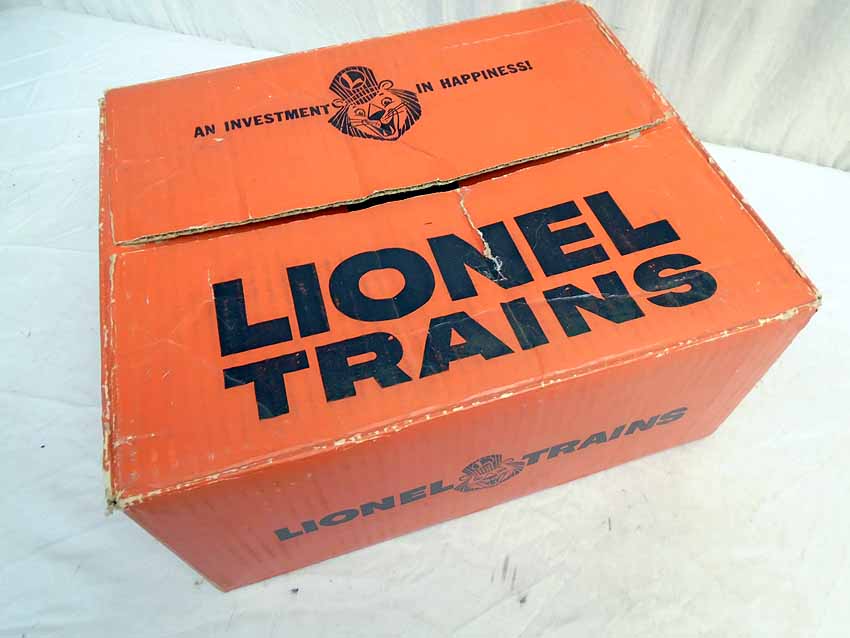 AN INVESTMENT IN HAPPINESS!
L
LIONEL
TRAINS
LIONEL TRAINS